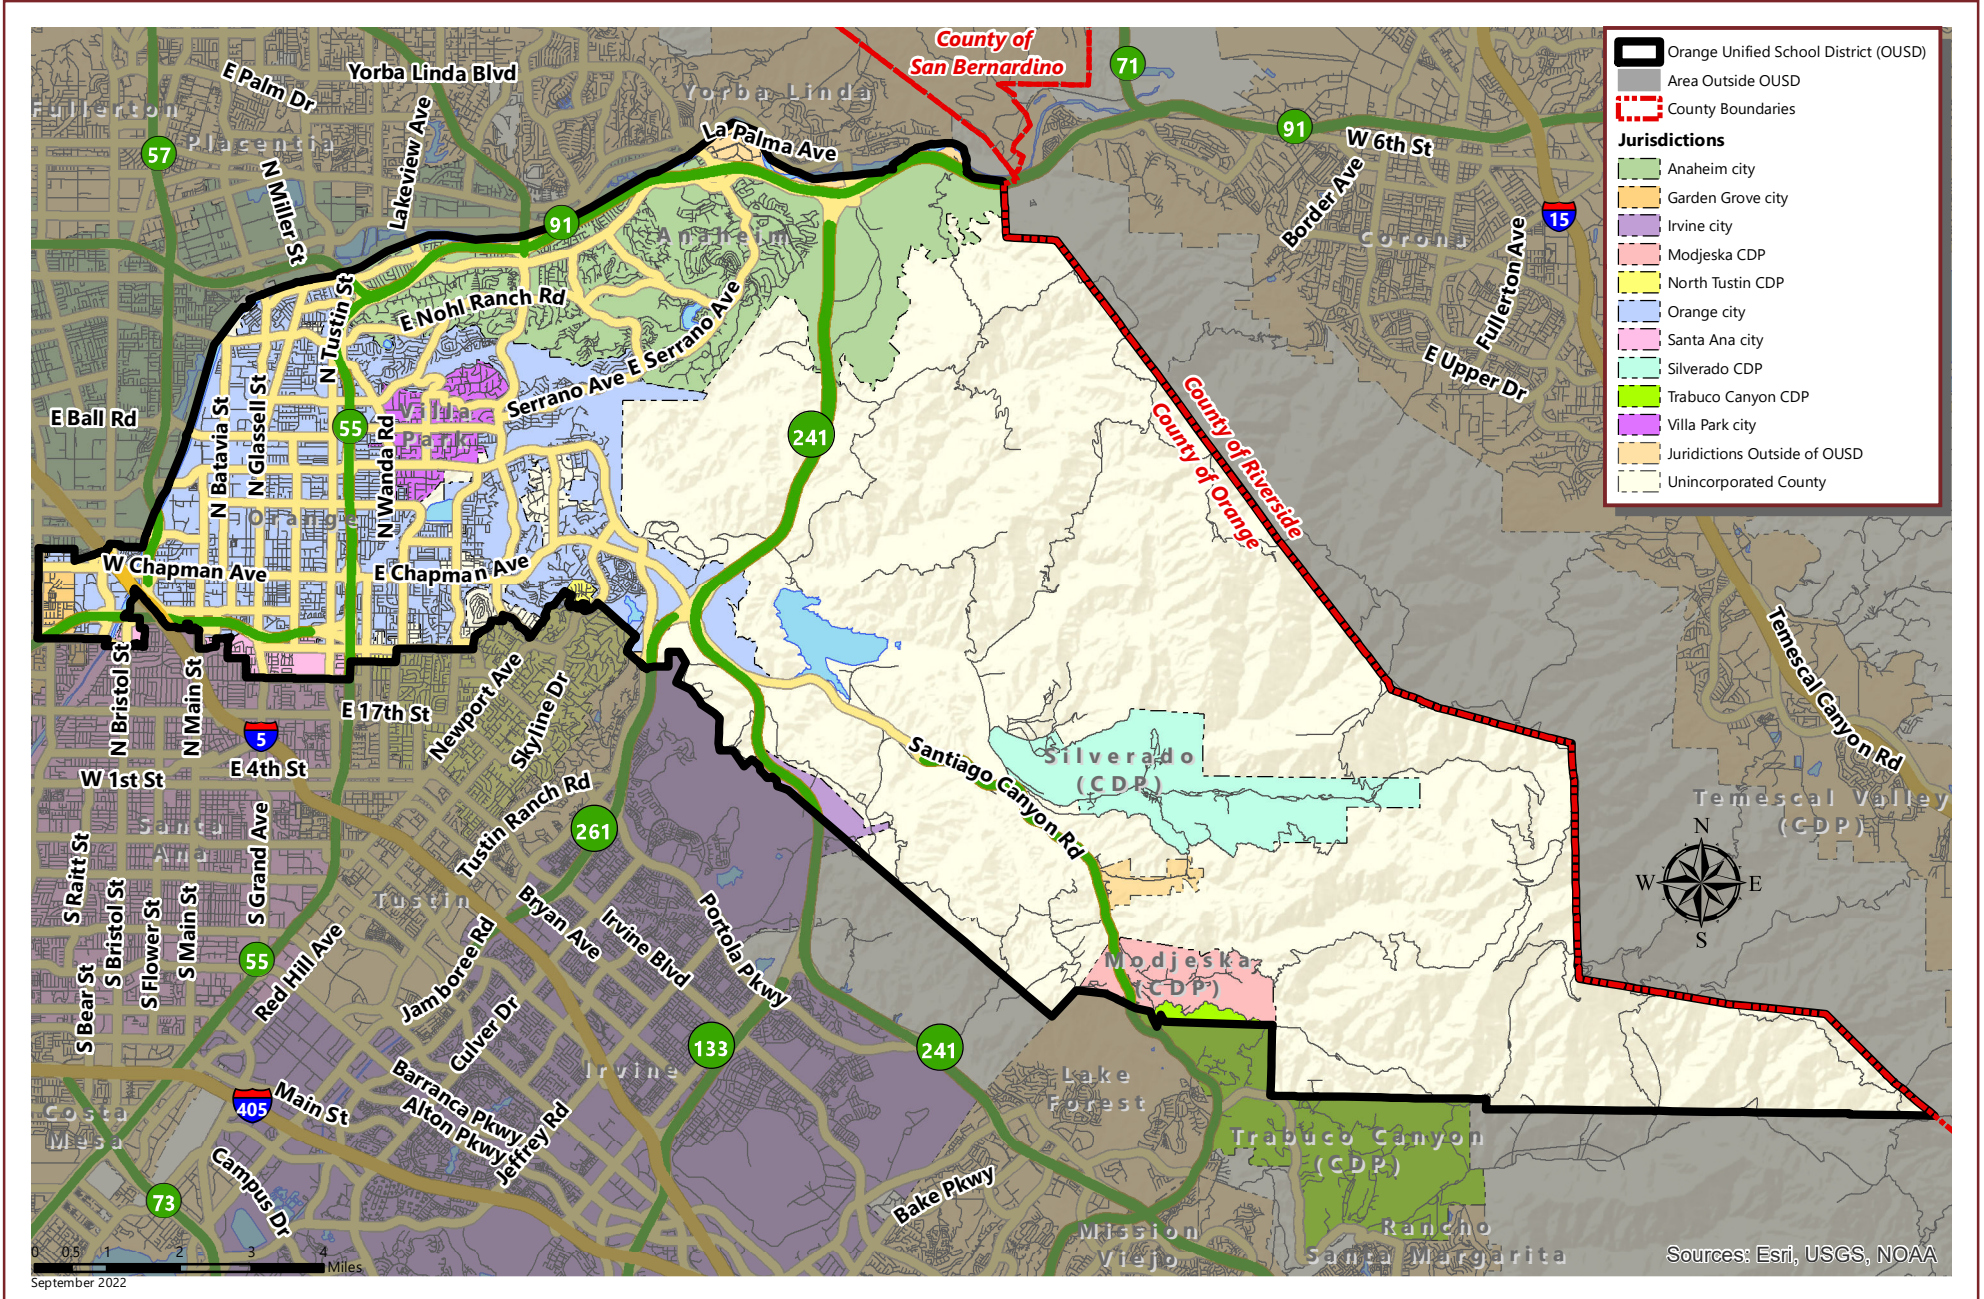 County of
San Bernardino
71
Yorba Linda Blvd
E Palm Dr
Yorba Linda
Fullerton
Lakeview Ave
Placentia
La Palma Ave
91
W 6th St
57
N Miller St
Border Ave
91
15
Anaheim
Corona
Fullerton Ave
E Nohl Ranch Rd
N Tustin St
E Serrano Ave
Serrano Ave
E Upper Dr
E Ball Rd
Villa
Park
55
241
N Batavia St
N Glassell St
N Wanda Rd
County of Riverside
County of Orange
Orange
W Chapman Ave
E Chapman Ave
Temescal Canyon Rd
N Bristol St
N Main St
E 17th St
Newport Ave
Skyline Dr
5
W 1st St
E 4th St
Santiago Canyon Rd
Silverado
(CDP)
Temescal Valley
(CDP)
Santa
Ana
Tustin Ranch Rd
261
S Raitt St
S Grand Ave
Tustin
S Bristol St
S Flower St
S Main St
Bryan Ave
Irvine Blvd
Portola Pkwy
55
Red Hill Ave
Jamboree Rd
Modjeska
(CDP)
S Bear St
Culver Dr
133
241
Irvine
Lake
Forest
Costa
Mesa
405
Main St
Barranca Pkwy
Alton Pkwy
Jeffrey Rd
Trabuco Canyon
(CDP)
Campus Dr
73
Bake Pkwy
Mission
Viejo
Rancho
Santa Margarita
Orange Unified School District (OUSD)
Area Outside OUSD
County Boundaries
Jurisdictions
Anaheim city
Garden Grove city
Irvine city
Modjeska CDP
North Tustin CDP
Orange city
Santa Ana city
Silverado CDP
Trabuco Canyon CDP
Villa Park city
Juridictions Outside of OUSD
Unincorporated County
N
W E
S
0 0.5 1 2 3 4
Miles
September 2022
Sources: Esri, USGS, NOAA